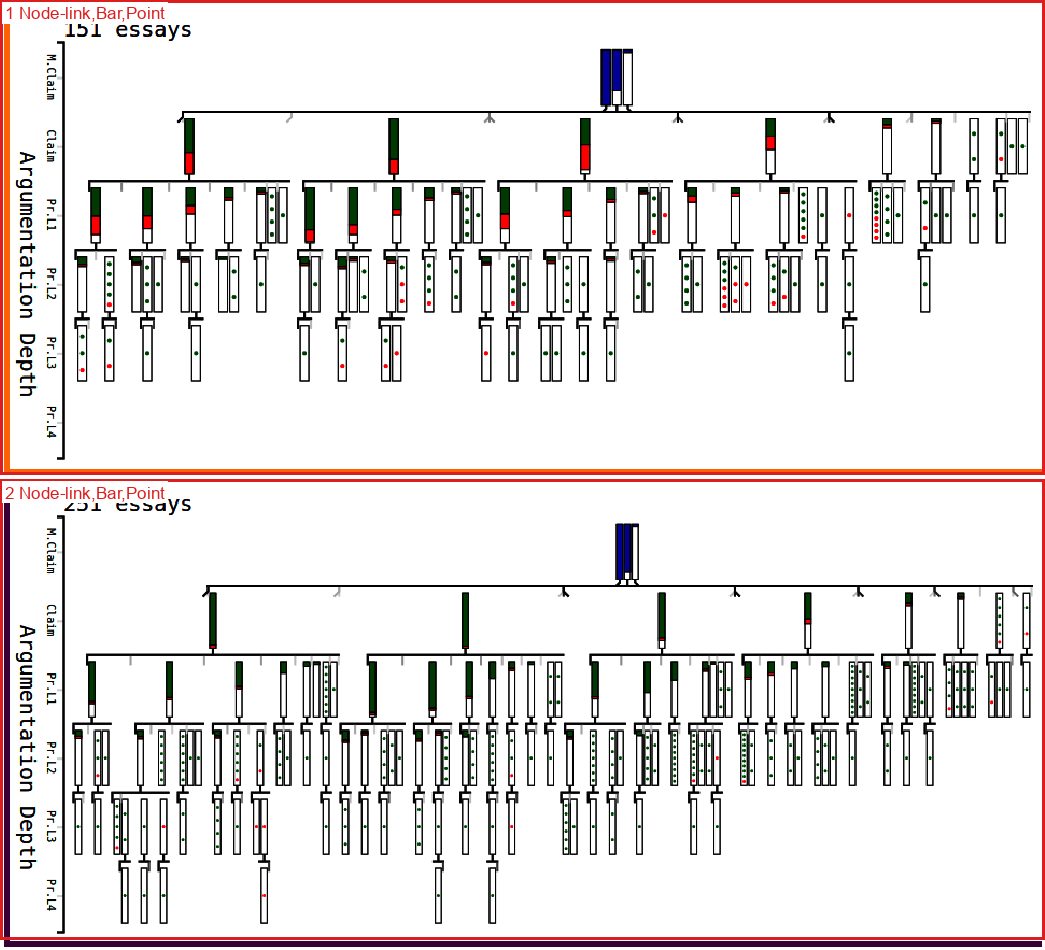 1 Node-link,Bar,Point
151 essays
M.Claim
Claim
Pr.L1
Pr.L2
Pr.L3
Pr.L4
Argumentation Depth
2 Node-link,Bar,Point
251 essays
M.Claim
Claim
Pr.L1
Pr.L2
Pr.L3
Pr.L4
Argumentation Depth